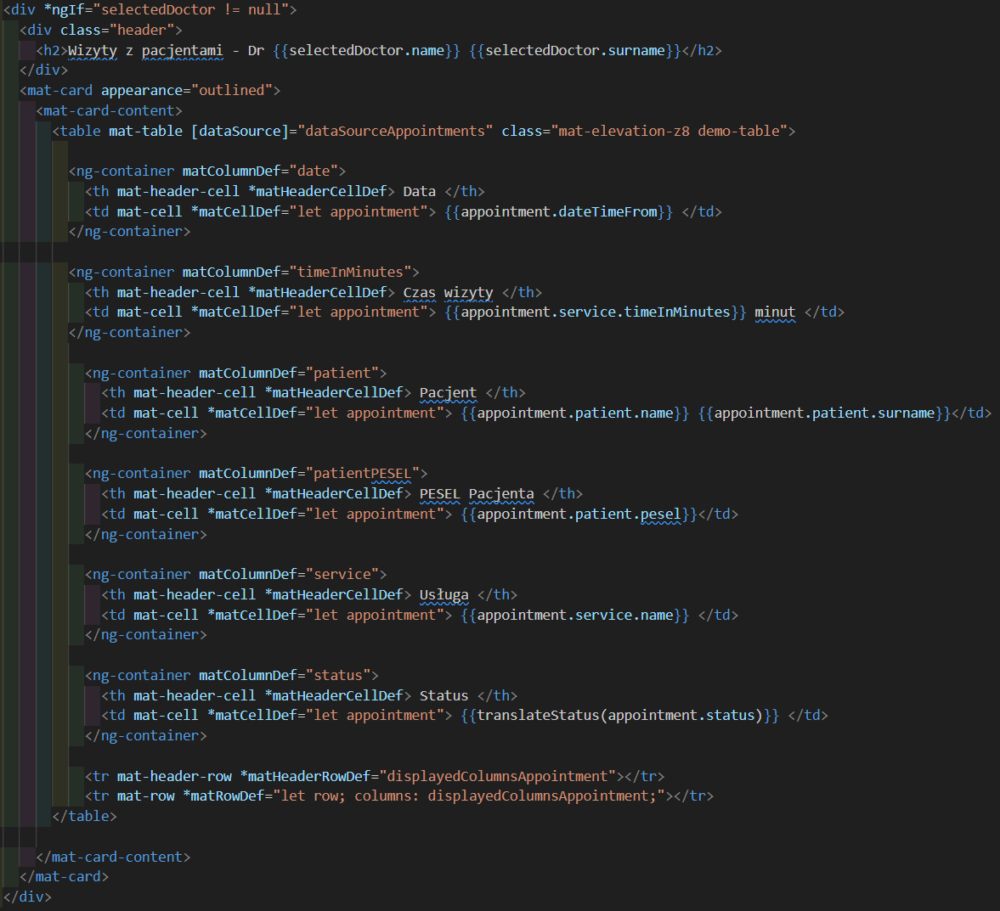 <div *ngIf="selectedDoctor != null">
<div class="header">
<h2>Wizyty z pacjentami - Dr {{selectedDoctor.name}} {{selectedDoctor.surname}}</h2>
</div>
<mat-card appearance="outlined">
<mat-card-content>
<table mat-table [dataSource]="dataSourceAppointments" class="mat-elevation-z8 demo-table">
<ng-container matColumnDef="date">
<th mat-header-cell *matHeaderCellDef> Data </th>
<td mat-cell *matCellDef="let appointment"> {{appointment.dateTimeFrom}} </td>
</ng-container>
<ng-container matColumnDef="timeInMinutes">
<th mat-header-cell *matHeaderCellDef> Czas wizyty </th>
<td mat-cell *matCellDef="let appointment"> {{appointment.service.timeInMinutes}} minut </td>
</ng-container>
<ng-container matColumnDef="patient">
<th mat-header-cell *matHeaderCellDef> Pacjent </th>
<td mat-cell *matCellDef="let appointment"> {{appointment.patient.name}} {{appointment.patient.surname}}</td>
</ng-container>
<ng-container matColumnDef="patientPESEL">
<th mat-header-cell *matHeaderCellDef> PESEL Pacjenta </th>
<td mat-cell *matCellDef="let appointment"> {{appointment.patient.pesel}}</td>
</ng-container>
<ng-container matColumnDef="service">
<th mat-header-cell *matHeaderCellDef> Usługa </th>
<td mat-cell *matCellDef="let appointment"> {{appointment.service.name}} </td>
</ng-container>
<ng-container matColumnDef="status">
<th mat-header-cell *matHeaderCellDef> Status </th>
<td mat-cell *matCellDef="let appointment"> {{translateStatus(appointment.status)}} </td>
</ng-container>
<tr mat-header-row *matHeaderRowDef="displayedColumnsAppointment"></tr>
<tr mat-row *matRowDef="let row; columns: displayedColumnsAppointment;"></tr>
</table>
</mat-card-content>
</mat-card>
</div>